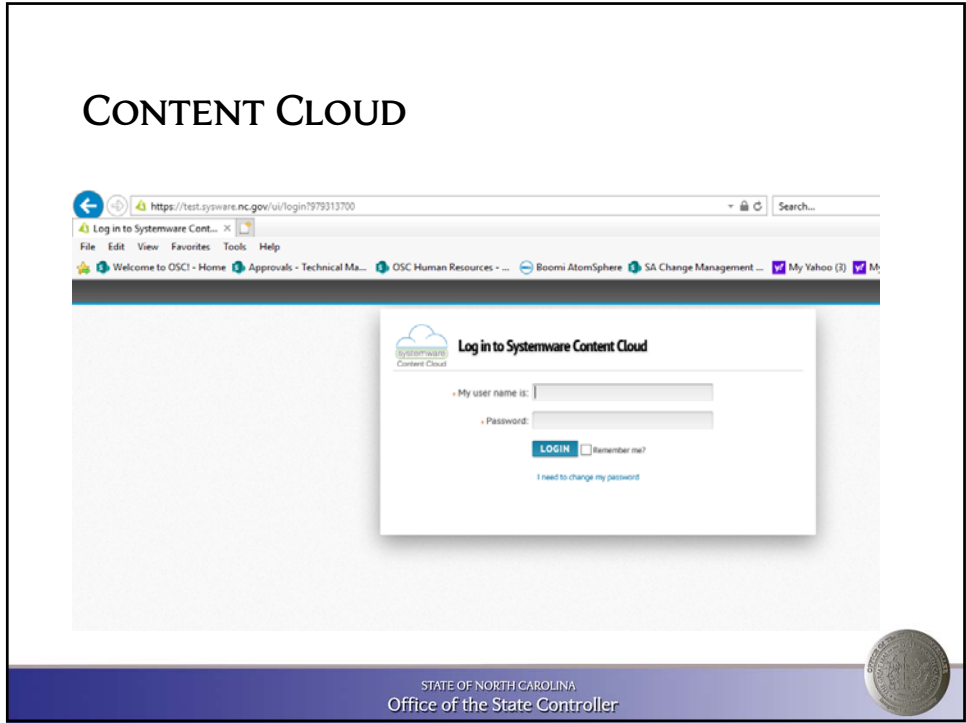 CONTENT CLOUD
https://test.sysware.nc.gov/ui/login?979313700
Search...
Log in to Systemware Cont...
File Edit View Favorites Tools Help
Welcome to OSC! - Home Approvals - Technical Ma... OSC Human Resources - ... Boomi AtomSphere SA Change Management ... My Yahoo (3) My
systemware
Content Cloud
Log in to Systemware Content Cloud
My user name is:
Password:
LOGIN Remember me?
I need to change my password
STATE OF NORTH CAROLINA
Office of the State Controller